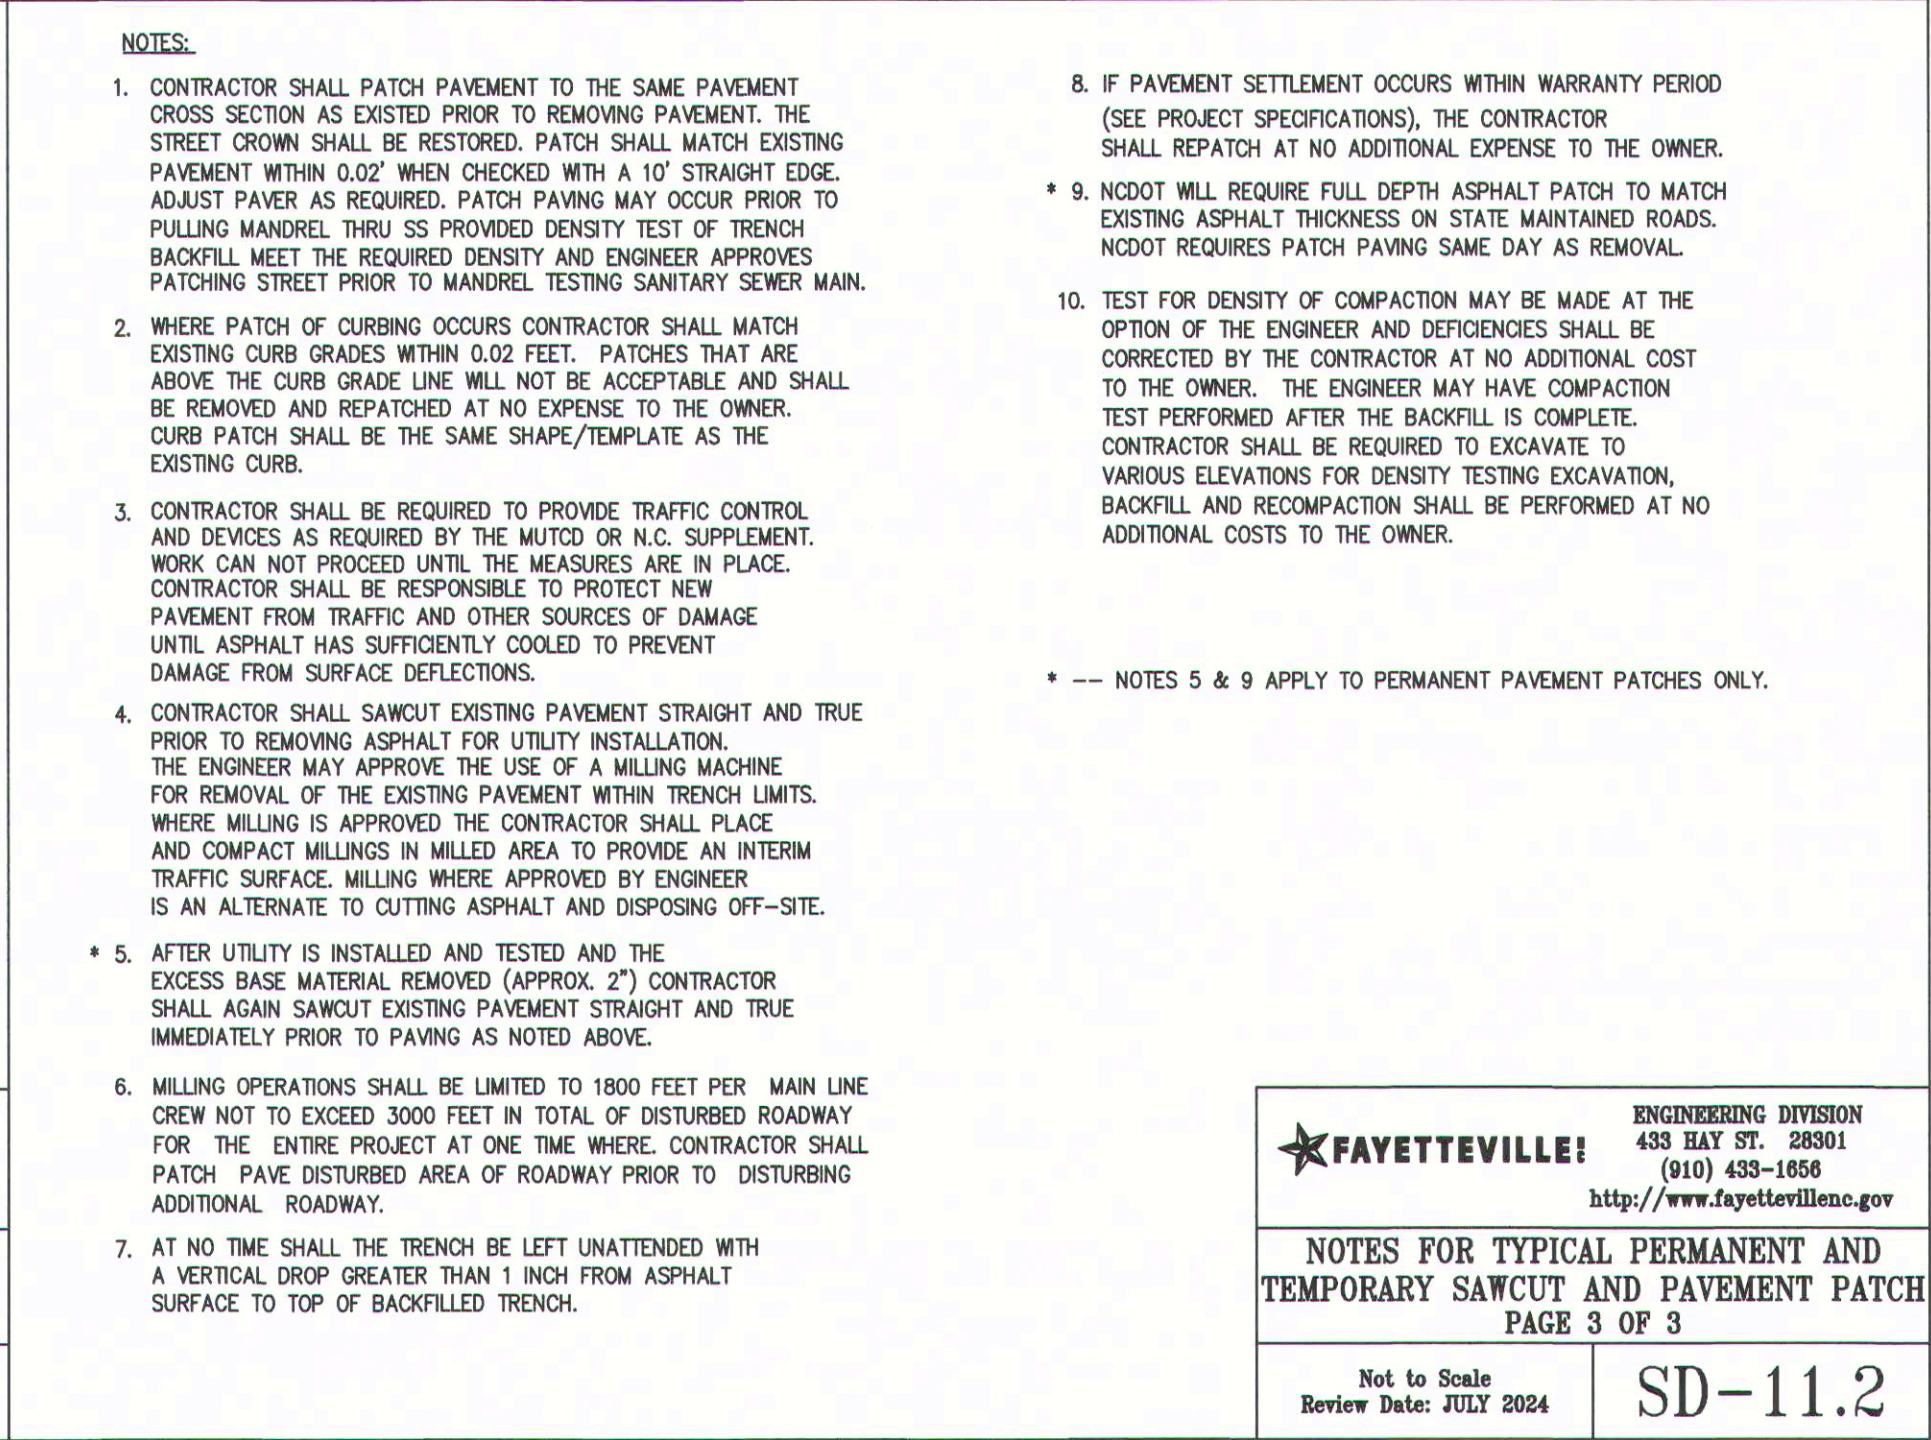 NOTES:
1. CONTRACTOR SHALL PATCH PAVEMENT TO THE SAME PAVEMENT
CROSS SECTION AS EXISTED PRIOR TO REMOVING PAVEMENT. THE
STREET CROWN SHALL BE RESTORED. PATCH SHALL MATCH EXISTING
PAVEMENT WITHIN 0.02' WHEN CHECKED WITH A 10' STRAIGHT EDGE.
ADJUST PAVER AS REQUIRED. PATCH PAVING MAY OCCUR PRIOR TO
PULLING MANDREL THRU SS PROVIDED DENSITY TEST OF TRENCH
BACKFILL MEET THE REQUIRED DENSITY AND ENGINEER APPROVES
PATCHING STREET PRIOR TO MANDREL TESTING SANITARY SEWER MAIN.
2. WHERE PATCH OF CURBING OCCURS CONTRACTOR SHALL MATCH
EXISTING CURB GRADES WITHIN 0.02 FEET. PATCHES THAT ARE
ABOVE THE CURB GRADE LINE WILL NOT BE ACCEPTABLE AND SHALL
BE REMOVED AND REPATCHED AT NO EXPENSE TO THE OWNER.
CURB PATCH SHALL BE THE SAME SHAPE/TEMPLATE AS THE
EXISTING CURB.
3. CONTRACTOR SHALL BE REQUIRED TO PROVIDE TRAFFIC CONTROL
AND DEVICES AS REQUIRED BY THE MUTCD OR N.C. SUPPLEMENT.
WORK CAN NOT PROCEED UNTIL THE MEASURES ARE IN PLACE.
CONTRACTOR SHALL BE RESPONSIBLE TO PROTECT NEW
PAVEMENT FROM TRAFFIC AND OTHER SOURCES OF DAMAGE
UNTIL ASPHALT HAS SUFFICIENTLY COOLED TO PREVENT
DAMAGE FROM SURFACE DEFLECTIONS.
4. CONTRACTOR SHALL SAWCUT EXISTING PAVEMENT STRAIGHT AND TRUE
PRIOR TO REMOVING ASPHALT FOR UTILITY INSTALLATION.
THE ENGINEER MAY APPROVE THE USE OF A MILLING MACHINE
FOR REMOVAL OF THE EXISTING PAVEMENT WITHIN TRENCH LIMITS.
WHERE MILLING IS APPROVED THE CONTRACTOR SHALL PLACE
AND COMPACT MILLINGS IN MILLED AREA TO PROVIDE AN INTERIM
TRAFFIC SURFACE. MILLING WHERE APPROVED BY ENGINEER
IS AN ALTERNATE TO CUTTING ASPHALT AND DISPOSING OFF-SITE.
* 5. AFTER UTILITY IS INSTALLED AND TESTED AND THE
EXCESS BASE MATERIAL REMOVED (APPROX. 2") CONTRACTOR
SHALL AGAIN SAWCUT EXISTING PAVEMENT STRAIGHT AND TRUE
IMMEDIATELY PRIOR TO PAVING AS NOTED ABOVE.
6. MILLING OPERATIONS SHALL BE LIMITED TO 1800 FEET PER MAIN LINE
CREW NOT TO EXCEED 3000 FEET IN TOTAL OF DISTURBED ROADWAY
FOR THE ENTIRE PROJECT AT ONE TIME WHERE. CONTRACTOR SHALL
PATCH PAVE DISTURBED AREA OF ROADWAY PRIOR TO DISTURBING
ADDITIONAL ROADWAY.
7. AT NO TIME SHALL THE TRENCH BE LEFT UNATTENDED WITH
A VERTICAL DROP GREATER THAN 1 INCH FROM ASPHALT
SURFACE TO TOP OF BACKFILLED TRENCH.
8. IF PAVEMENT SETTLEMENT OCCURS WITHIN WARRANTY PERIOD
(SEE PROJECT SPECIFICATIONS), THE CONTRACTOR
SHALL REPATCH AT NO ADDITIONAL EXPENSE TO THE OWNER.
* 9. NCDOT WILL REQUIRE FULL DEPTH ASPHALT PATCH TO MATCH
EXISTING ASPHALT THICKNESS ON STATE MAINTAINED ROADS.
NCDOT REQUIRES PATCH PAVING SAME DAY AS REMOVAL.
10. TEST FOR DENSITY OF COMPACTION MAY BE MADE AT THE
OPTION OF THE ENGINEER AND DEFICIENCIES SHALL BE
CORRECTED BY THE CONTRACTOR AT NO ADDITIONAL COST
TO THE OWNER. THE ENGINEER MAY HAVE COMPACTION
TEST PERFORMED AFTER THE BACKFILL IS COMPLETE.
CONTRACTOR SHALL BE REQUIRED TO EXCAVATE TO
VARIOUS ELEVATIONS FOR DENSITY TESTING EXCAVATION,
BACKFILL AND RECOMPACTION SHALL BE PERFORMED AT NO
ADDITIONAL COSTS TO THE OWNER.
* -- NOTES 5 & 9 APPLY TO PERMANENT PAVEMENT PATCHES ONLY.
FAYETTEVILLE NC
ENGINEERING DIVISION
433 HAY ST. 28301
(910) 433-1656
http://www.fayettevillenc.gov
NOTES FOR TYPICAL PERMANENT AND
TEMPORARY SAWCUT AND PAVEMENT PATCH
PAGE 3 OF 3
Not to Scale
Review Date: JULY 2024
SD-11.2